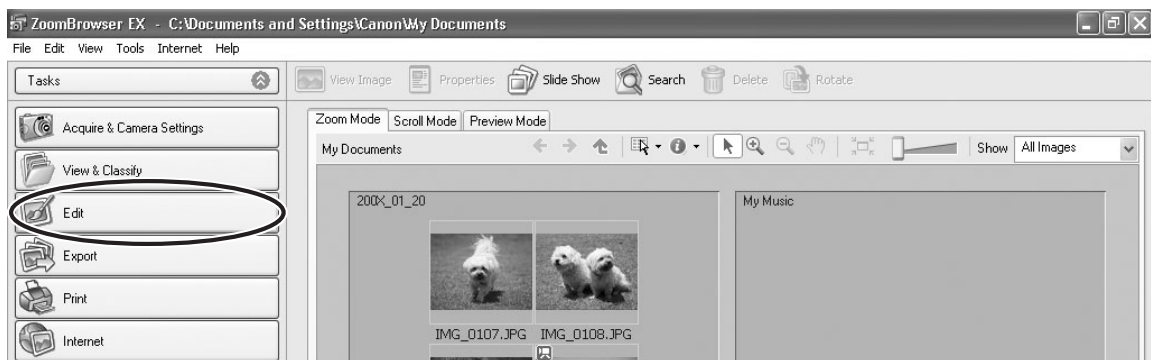 ZoomBrowser EX - C:\Documents and Settings\Canon\My Documents
File Edit View Tools Internet Help
Tasks
View Image Properties Slide Show Search Delete Rotate
Acquire & Camera Settings
View & Classify
Edit
Export
Print
Internet
Zoom Mode Scroll Mode Preview Mode
My Documents Show All Images
200X_01_20 My Music
IMG_0107.JPG IMG_0108.JPG